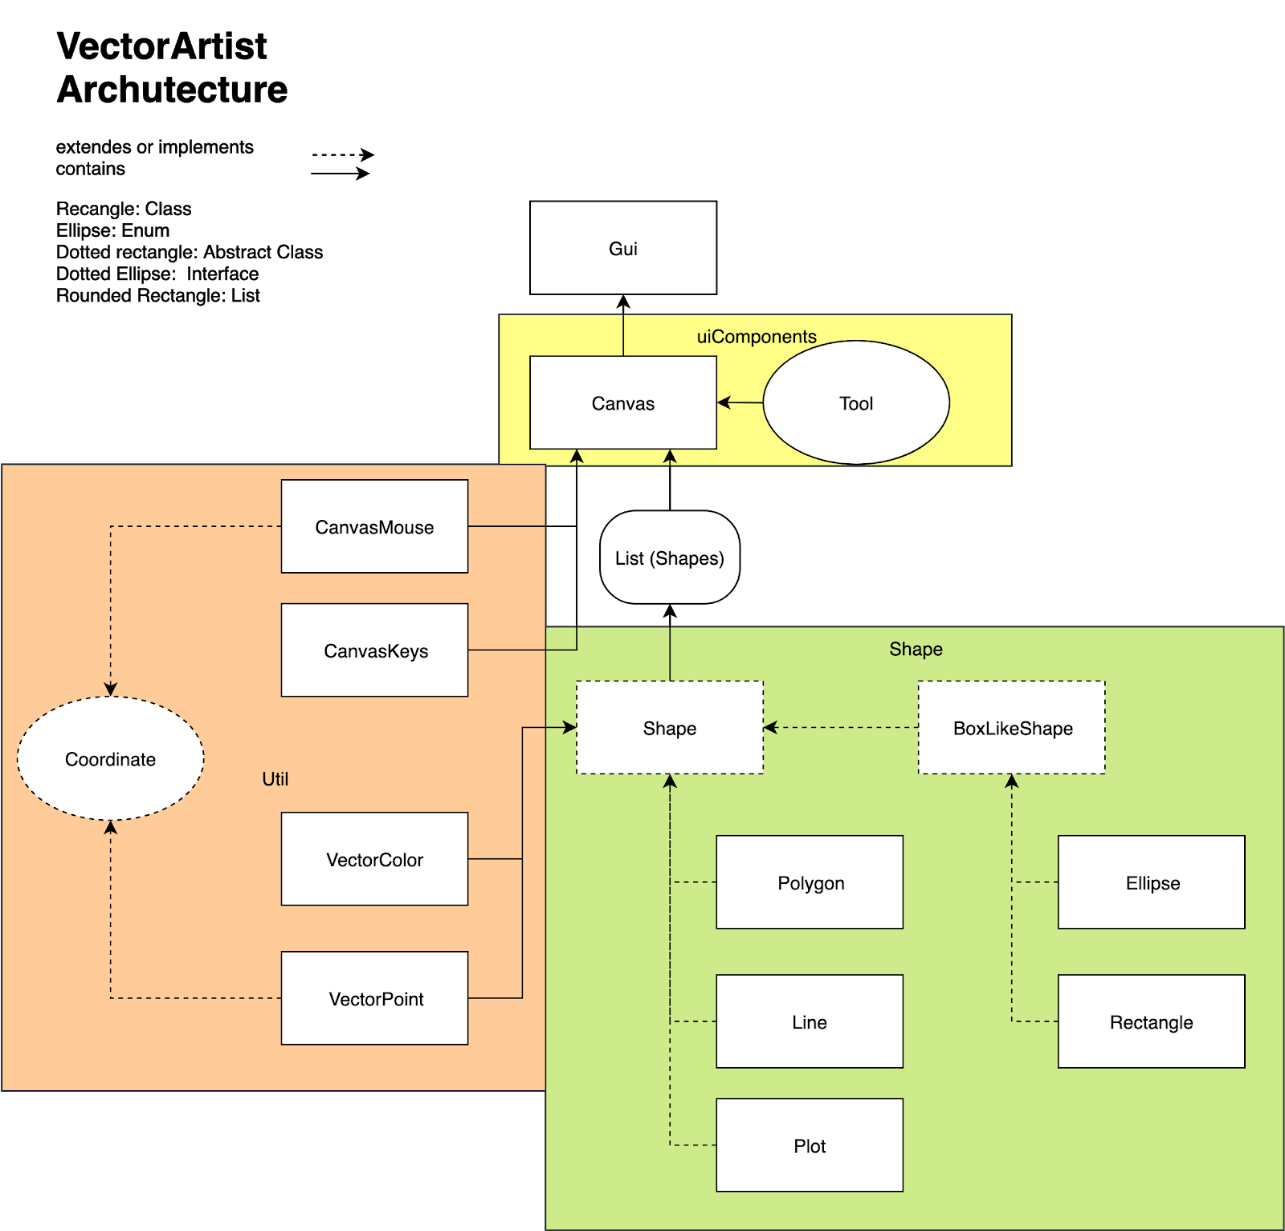 VectorArtist
Archutecture
extendes or implements
contains
Recangle: Class
Ellipse: Enum
Dotted rectangle: Abstract Class
Dotted Ellipse:  Interface
Rounded Rectangle: List
Gui
uiComponents
Canvas
Tool
CanvasMouse
List (Shapes)
CanvasKeys
Shape
Shape
BoxLikeShape
Coordinate
Util
VectorColor
Polygon
Ellipse
VectorPoint
Line
Rectangle
Plot